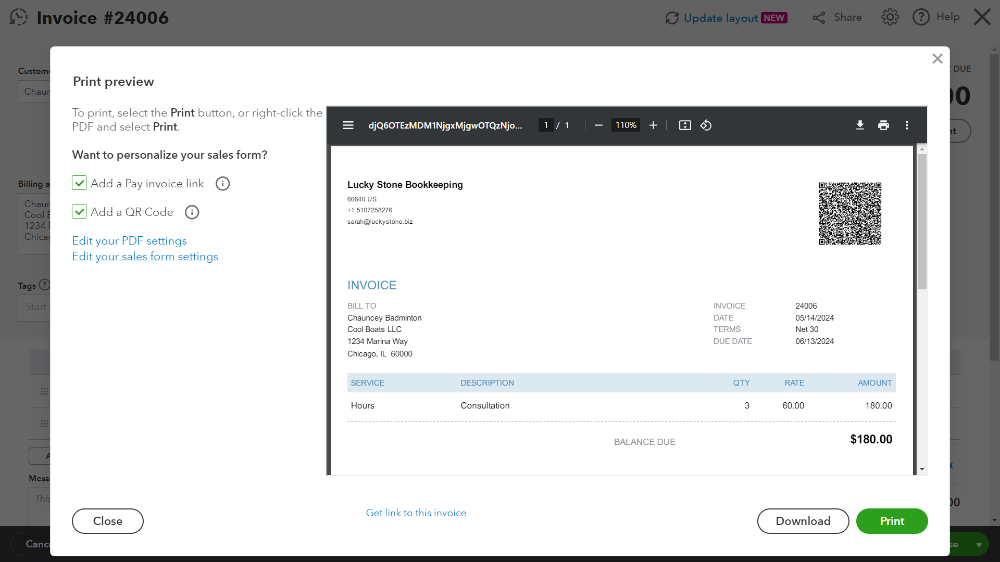 Invoice #24006
Update layout NEW
Share
Help
Custome
Chaun
DUE
00
nt
Billing a
Chaun
Cool B
1234
Chicag
Tags
Start
Mess
This
Cance
se
Print preview
To print, select the Print button, or right-click the
PDF and select Print.
Want to personalize your sales form?
Add a Pay invoice link
Add a QR Code
Edit your PDF settings
Edit your sales form settings
djQ6OTEzMDM1NjgxMjgwOTQzNjo... 1 / 1 110%
Lucky Stone Bookkeeping
60640 US
+1 5107258276
sarah@luckystone.biz
INVOICE
BILL TO
Chauncey Badminton
Cool Boats LLC
1234 Marina Way
Chicago, IL 60000
INVOICE 24006
DATE 05/14/2024
TERMS Net 30
DUE DATE 06/13/2024
SERVICE DESCRIPTION QTY RATE AMOUNT
Hours Consultation 3 60.00 180.00
BALANCE DUE $180.00
Close
Get link to this invoice
Download
Print